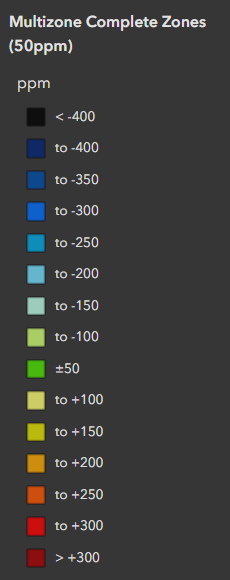 Multizone Complete Zones
(50ppm)
ppm
< -400
to -400
to -350
to -300
to -250
to -200
to -150
to -100
±50
to +100
to +150
to +200
to +250
to +300
> +300